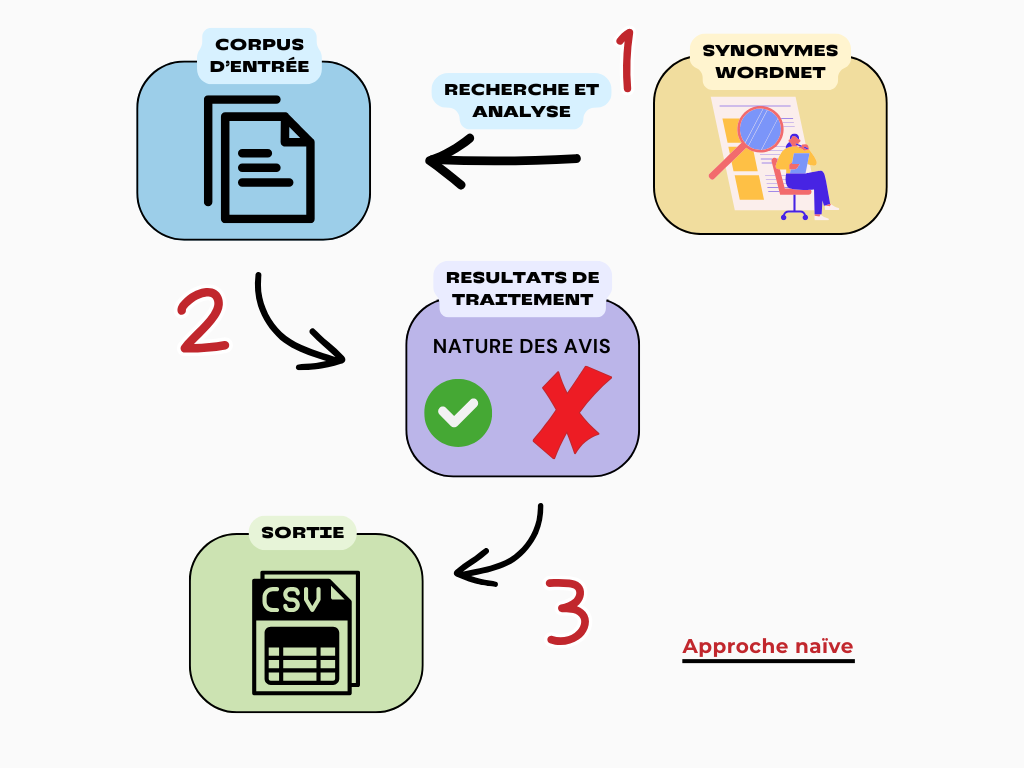 CORPUS
D'ENTRÉE
RECHERCHE ET
ANALYSE
1
SYNONYMES
WORDNET
2
RESULTATS DE
TRAITEMENT
NATURE DES AVIS
SORTIE
CSV
3
Approche naïve